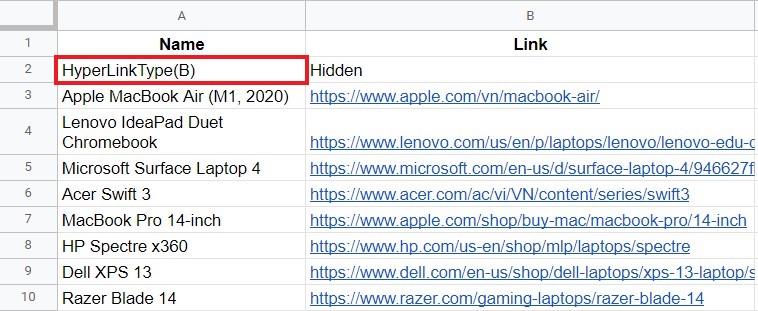 A B
1 Name Link
2 HyperLinkType(B) Hidden
3 Apple MacBook Air (M1, 2020) https://www.apple.com/vn/macbook-air/
Lenovo IdeaPad Duet
4 Chromebook https://www.lenovo.com/us/en/p/laptops/lenovo/lenovo-edu-c
5 Microsoft Surface Laptop 4 https://www.microsoft.com/en-us/d/surface-laptop-4/946627f
6 Acer Swift 3 https://www.acer.com/ac/vi/VN/content/series/swift3
7 MacBook Pro 14-inch https://www.apple.com/shop/buy-mac/macbook-pro/14-inch
8 HP Spectre x360 https://www.hp.com/us-en/shop/mlp/laptops/spectre
9 Dell XPS 13 https://www.dell.com/en-us/shop/dell-laptops/xps-13-laptop/s
10 Razer Blade 14 https://www.razer.com/gaming-laptops/razer-blade-14